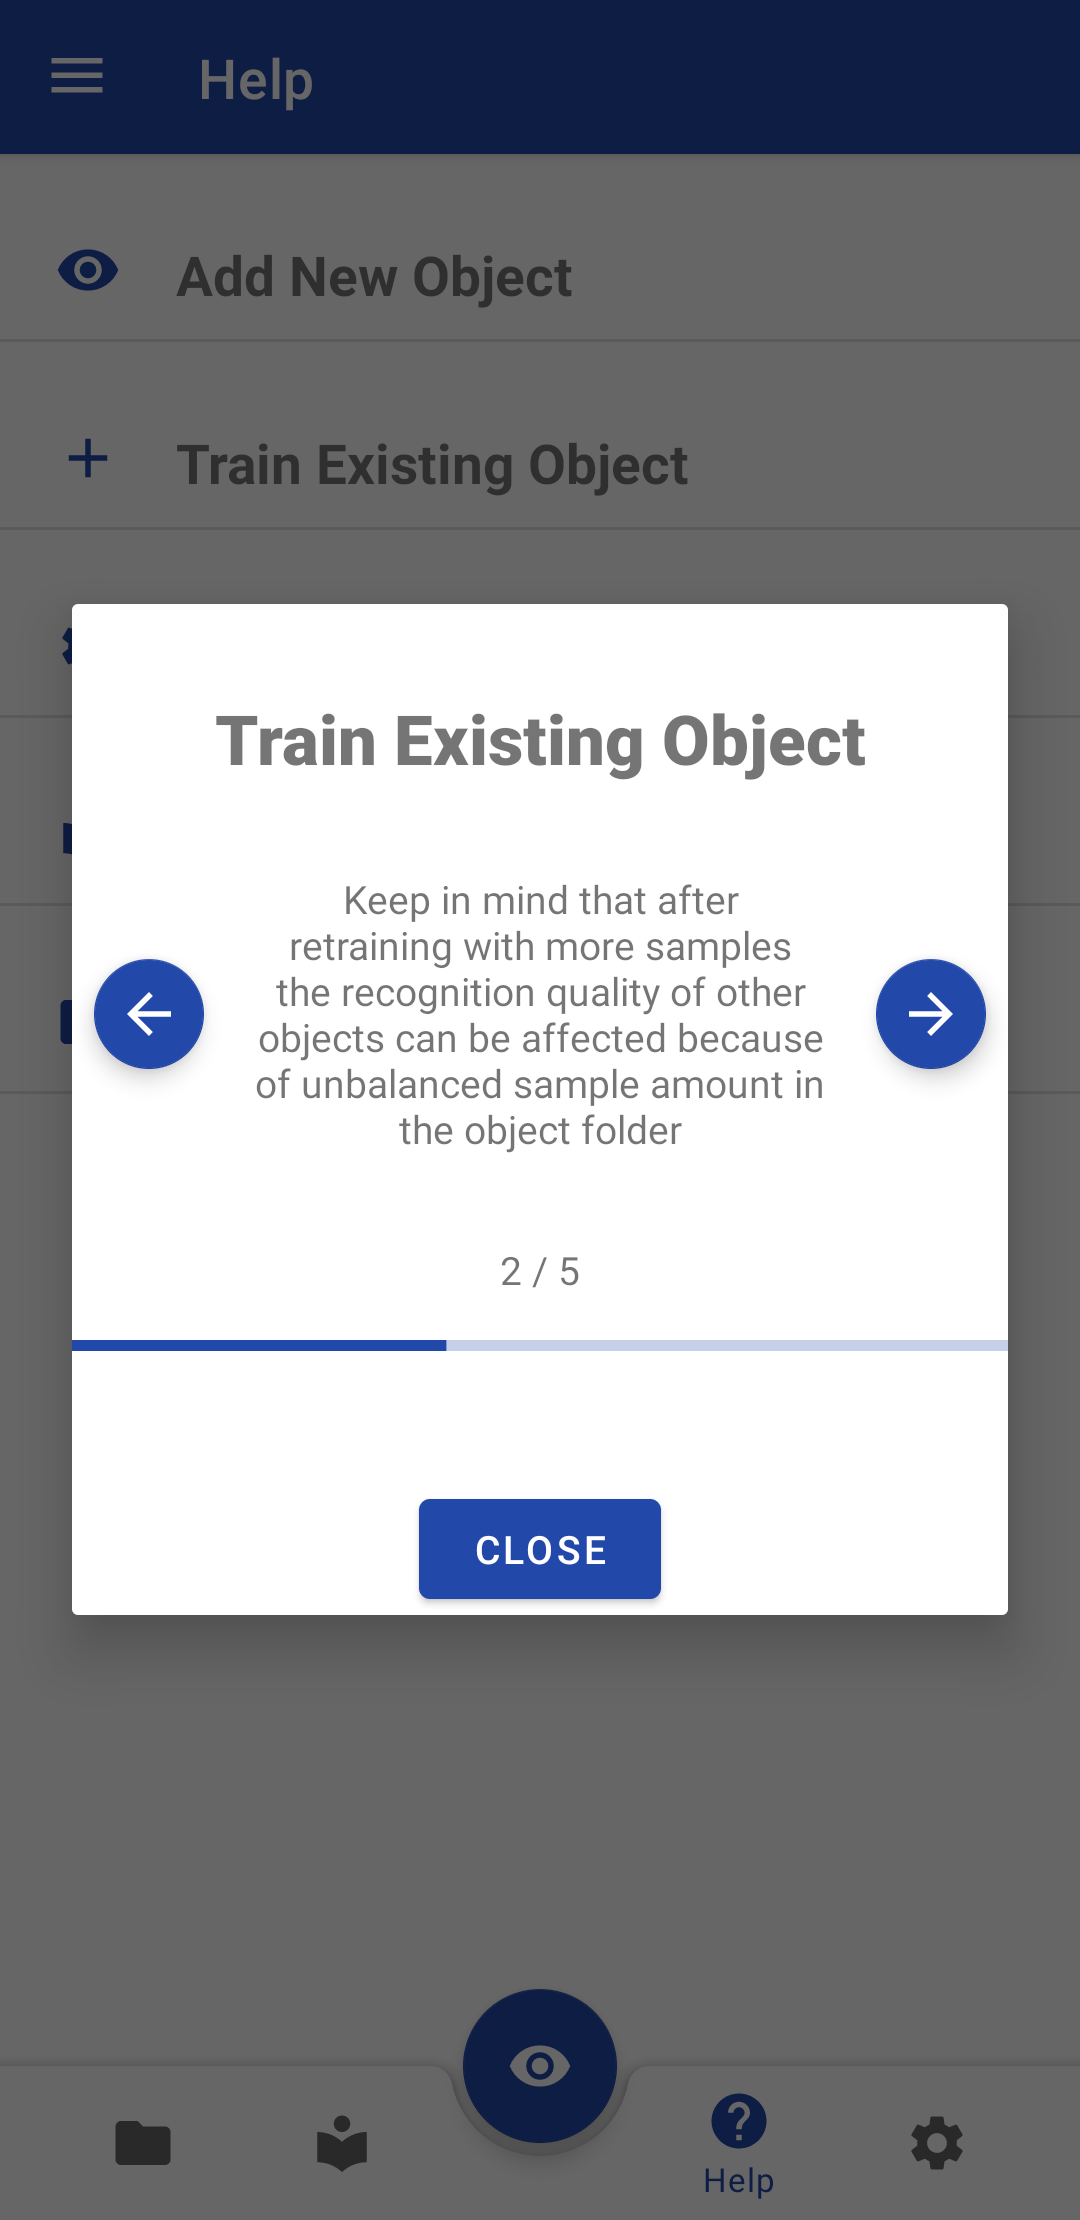 Help
Add New Object
Train Existing Object
Train Existing Object
Keep in mind that after
retraining with more samples
the recognition quality of other
objects can be affected because
of unbalanced sample amount in
the object folder
2 / 5
CLOSE
Help